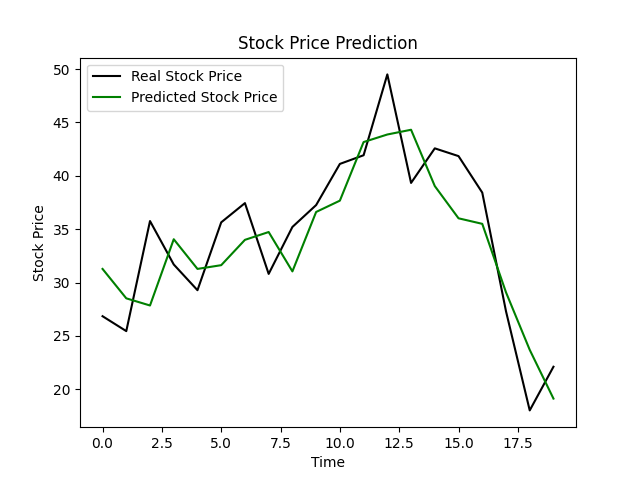 Stock Price Prediction
Real Stock Price
Predicted Stock Price
Stock Price
50
45
40
35
30
25
20
0.0 2.5 5.0 7.5 10.0 12.5 15.0 17.5
Time